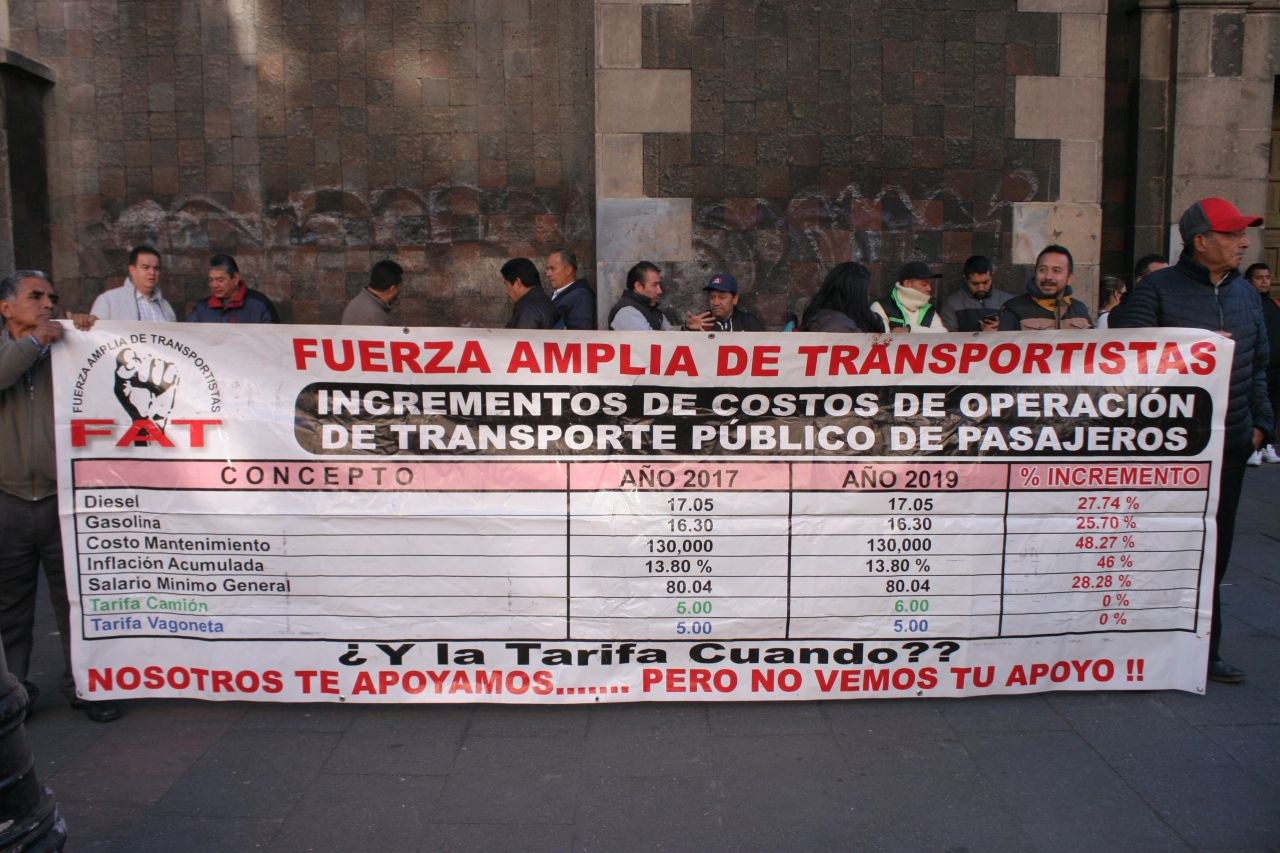 FUERZA AMPLIA DE TRANSPORTISTAS
FAT
FUERZA AMPLIA DE TRANSPORTISTAS
INCREMENTOS DE COSTOS DE OPERACIÓN
DE TRANSPORTE PÚBLICO DE PASAJEROS
CONCEPTO AÑO 2017 AÑO 2019 % INCREMENTO
Diesel 17.05 17.05 27.74 %
Gasolina 16.30 16.30 25.70 %
Costo Mantenimiento 130,000 130,000 48.27 %
Inflación Acumulada 13.80 % 13.80 % 46 %
Salario Minimo General 80.04 80.04 28.28 %
Tarifa Camión 5.00 6.00 0 %
Tarifa Vagoneta 5.00 5.00 0 %
¿Y la Tarifa Cuando??
NOSOTROS TE APOYAMOS....... PERO NO VEMOS TU APOYO !!